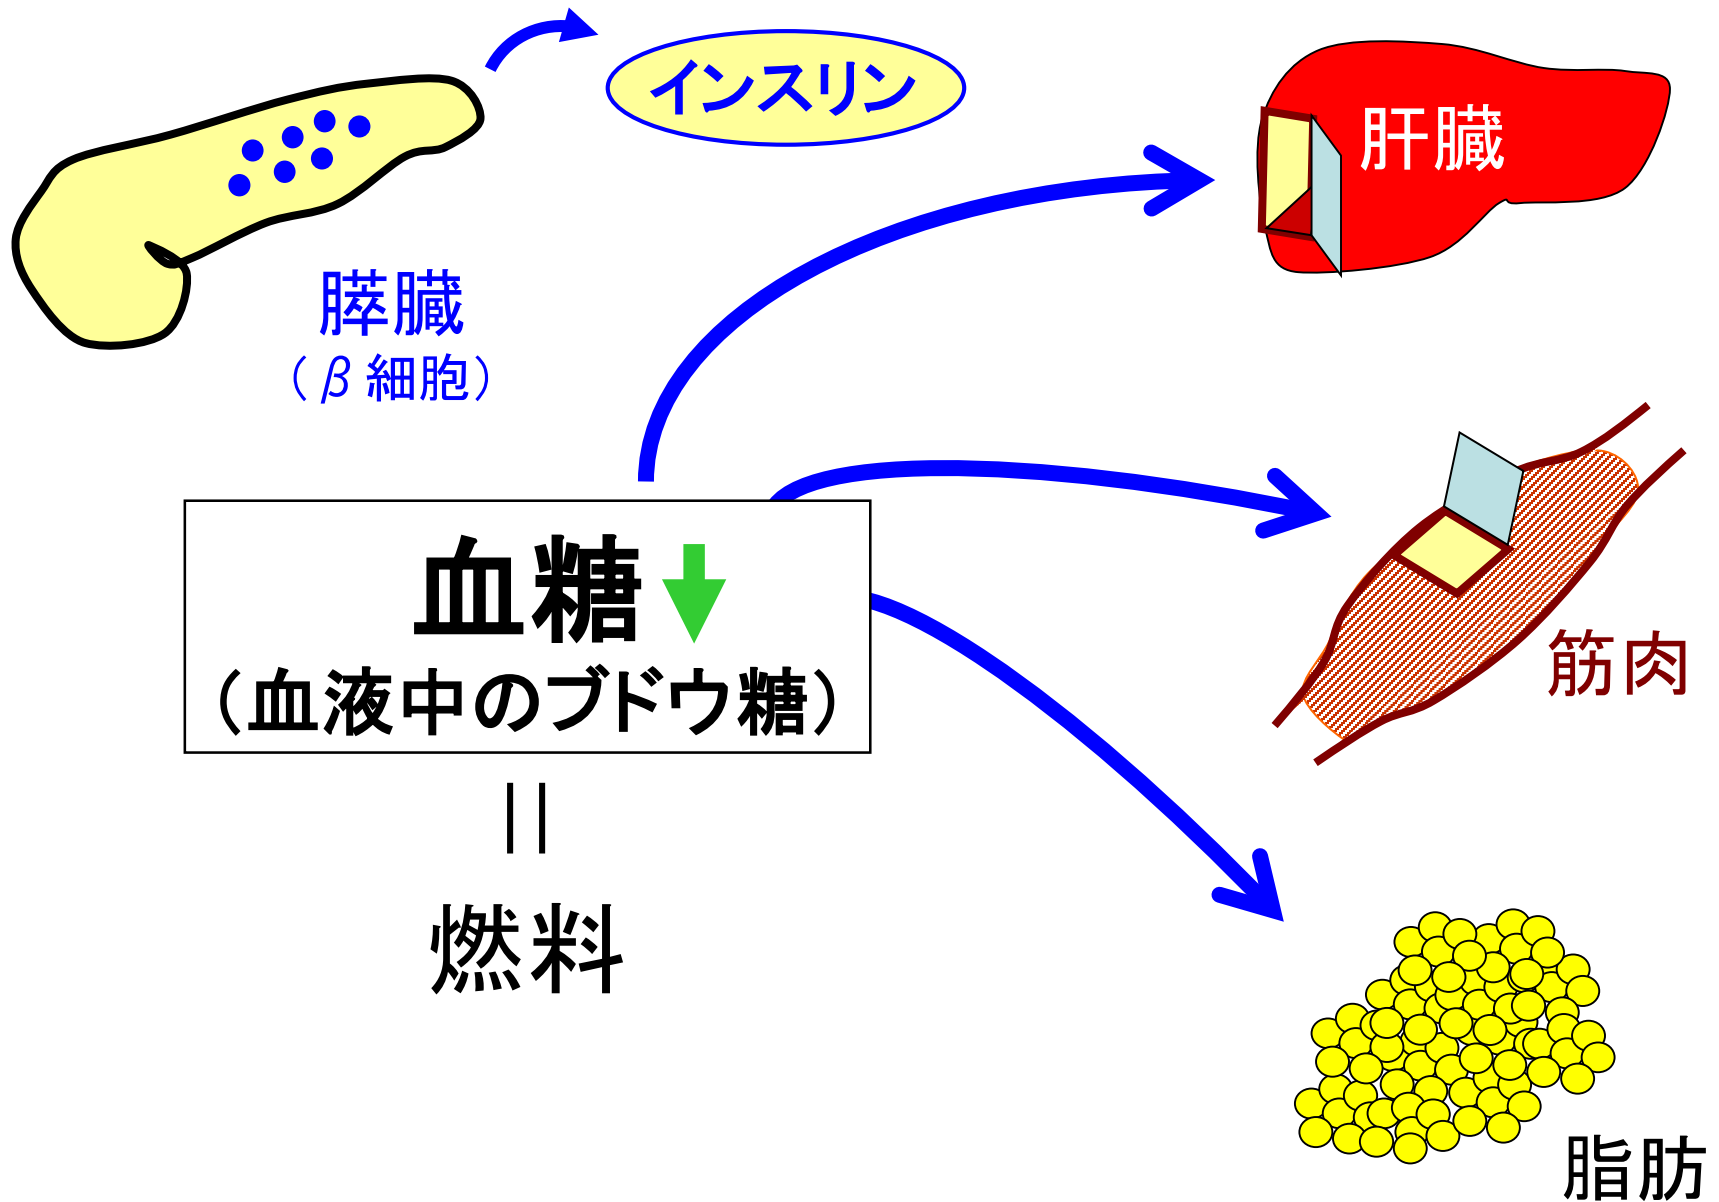 インスリン
肝臓
膵臓
（β細胞）
血糖
（血液中のブドウ糖）
筋肉
＝
燃料
脂肪